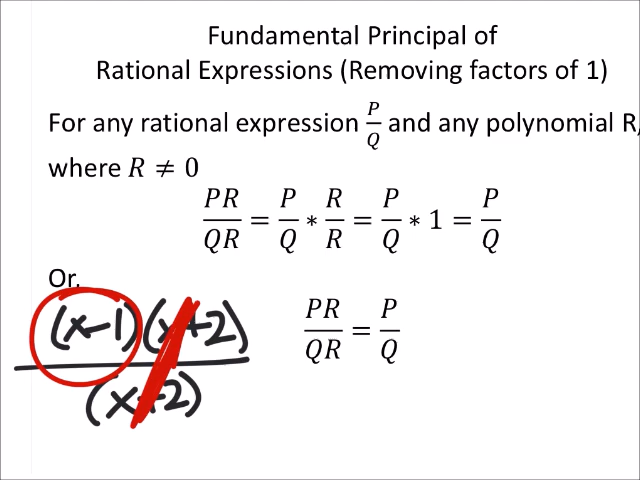 Fundamental Principal of
Rational Expressions (Removing factors of 1)
For any rational expression P/Q and any polynomial R,
where R ≠ 0
PR/QR = P/Q * R/R = P/Q * 1 = P/Q
Or,
PR/QR = P/Q
(x-1)(x+2)
(x+2)